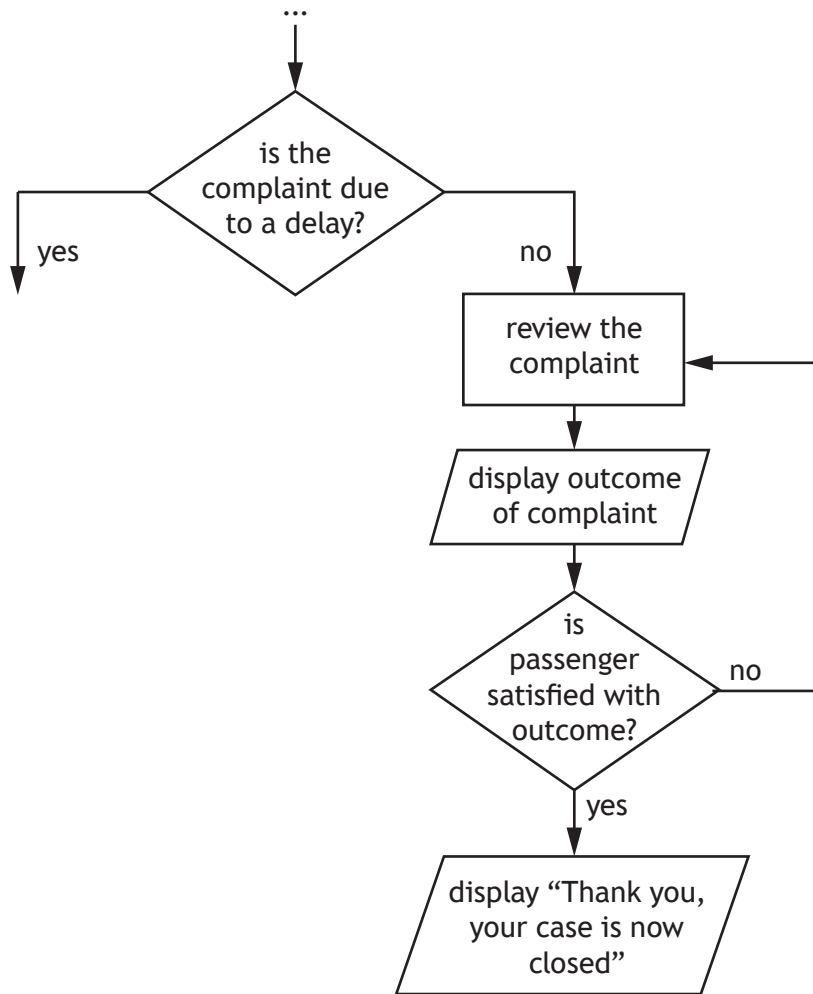 ...
is the
complaint due
to a delay?
yes
no
review the
complaint
display outcome
of complaint
is
passenger
satisfied with
outcome?
no
yes
display “Thank you,
your case is now
closed”